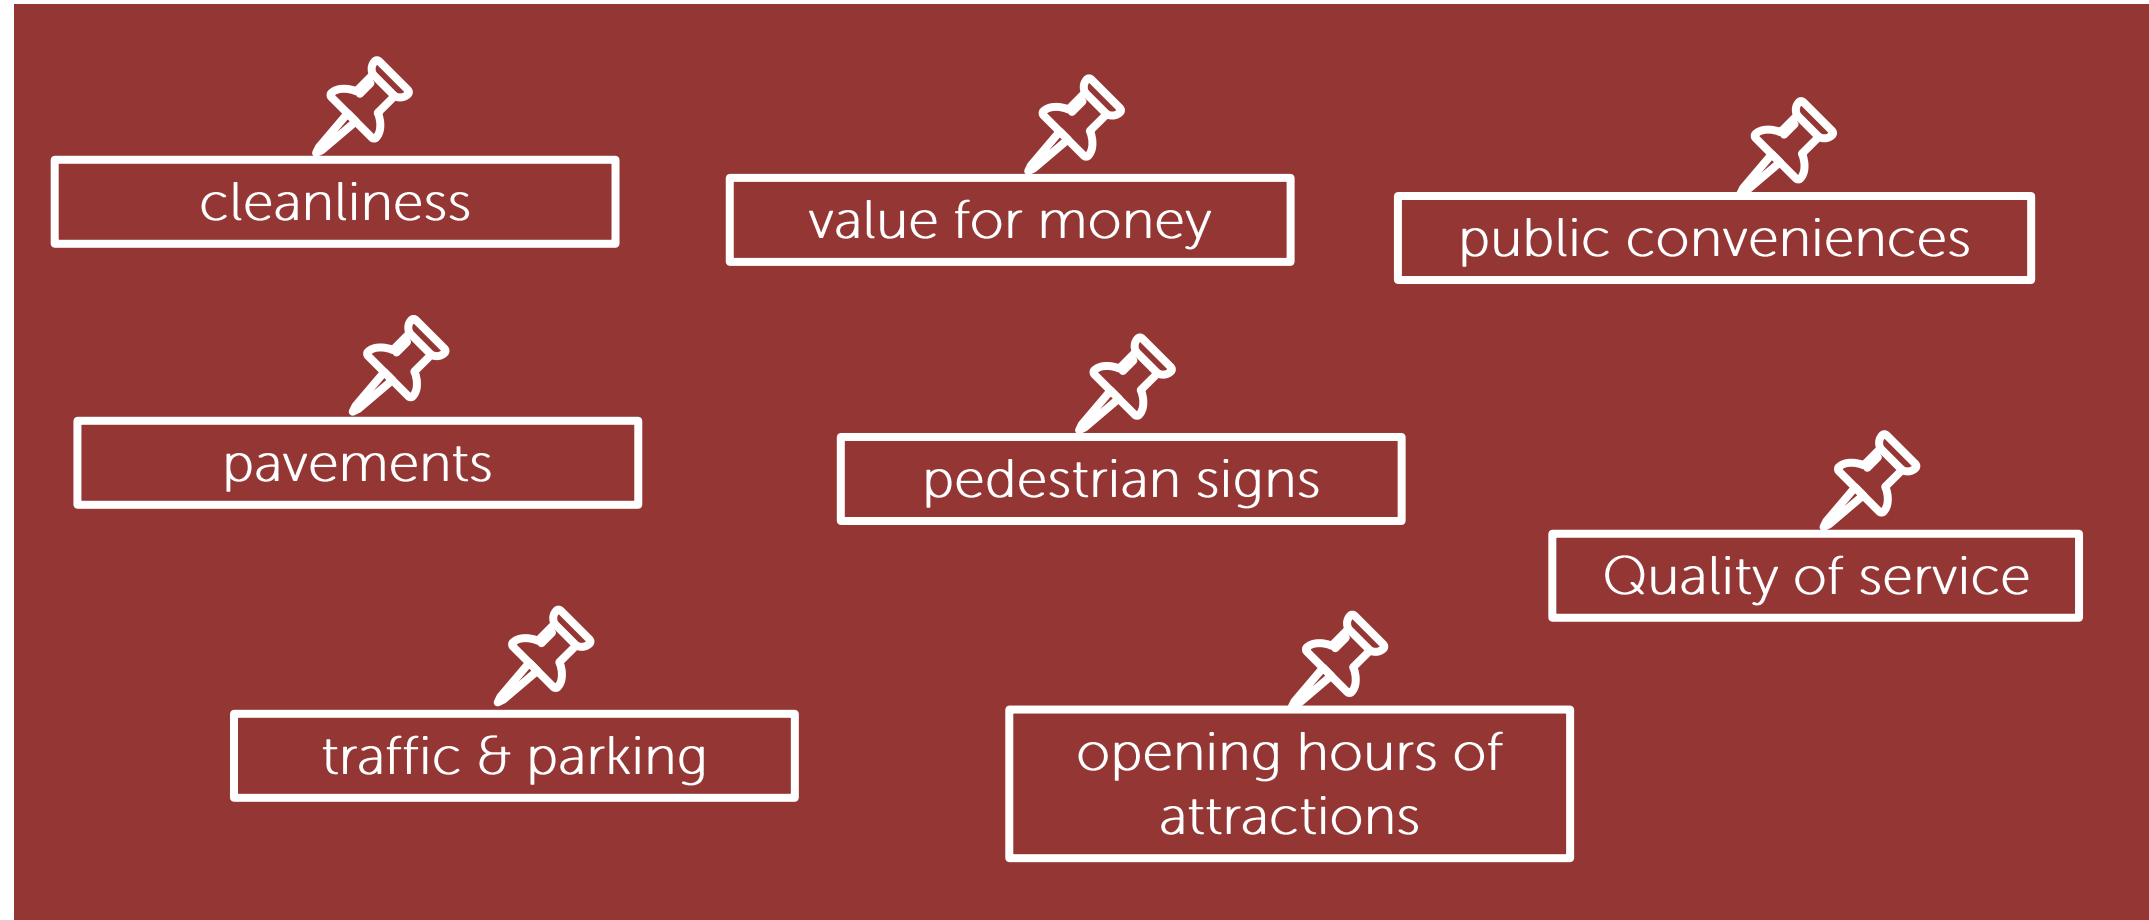 cleanliness
value for money
public conveniences
pavements
pedestrian signs
Quality of service
traffic & parking
opening hours of
attractions